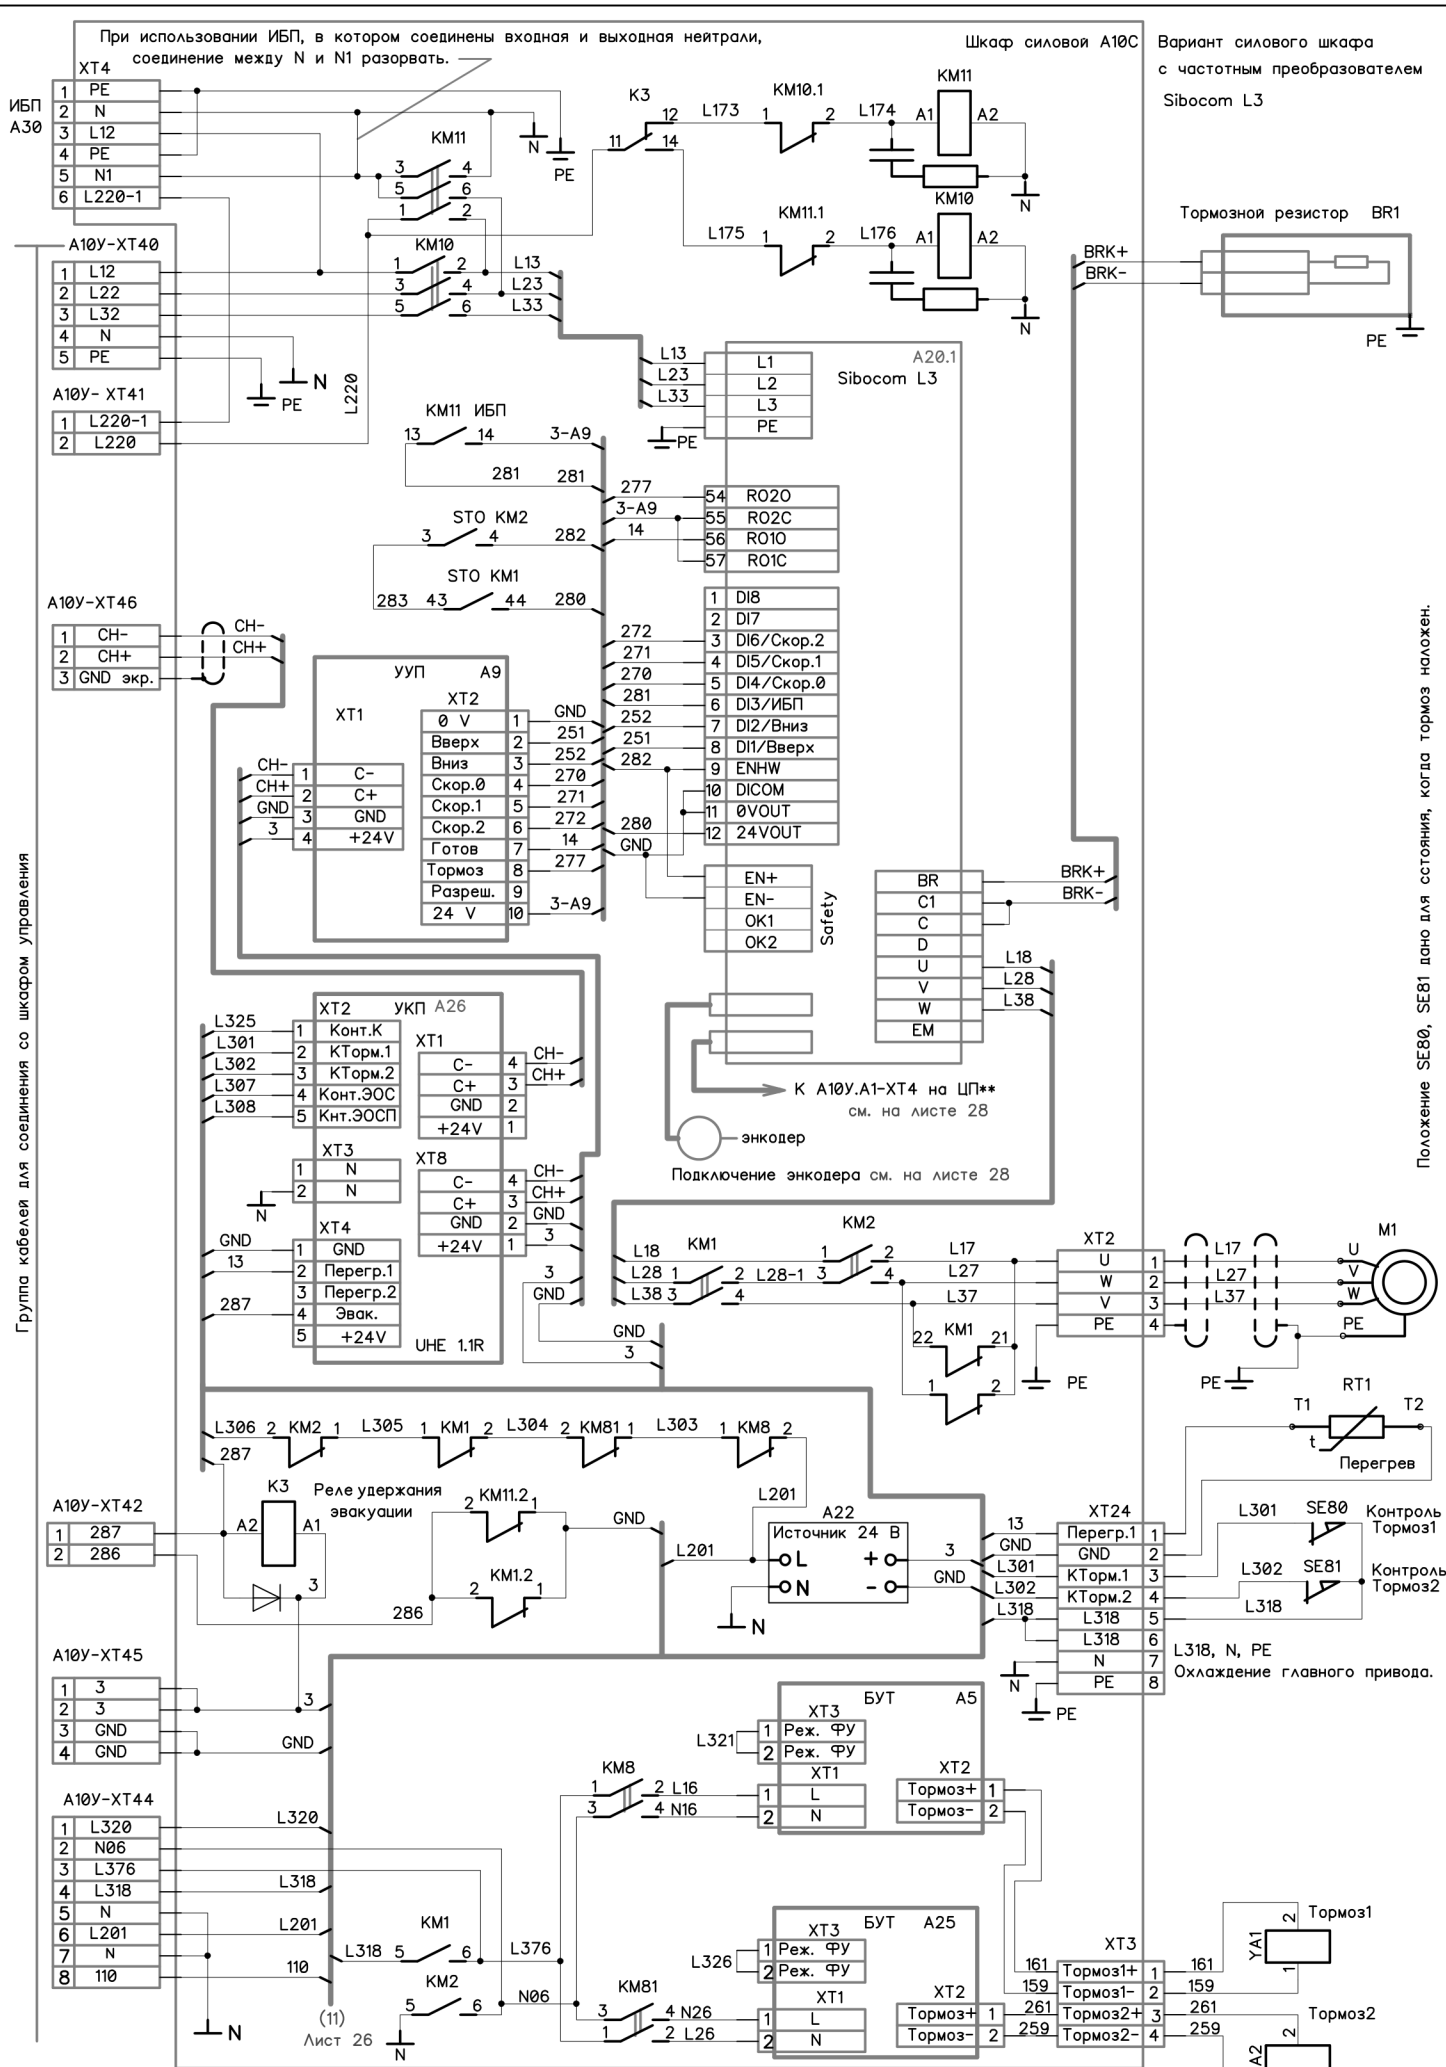 При использовании ИБП, в котором соединены входная и выходная нейтрали,
соединение между N и N1 разорвать.
Шкаф силовой А10С
Вариант силового шкафа
с частотным преобразователем
Sibocom L3
ИБП
А30
XT4
1 PE
2 N
3 L12
4 PE
5 N1
6 L220-1
N
PE
KM11
3 4
5 6
1 2
K3
11 12 14
L173
KM10.1
1 2
L174
KM11
A1 A2
N
L175
KM11.1
1 2
L176
KM10
A1 A2
N
Тормозной резистор BR1
BRK+
BRK-
PE
А10У-XT40
1 L12
2 L22
3 L32
4 N
5 PE
KM10
1 2 L13
3 4 L23
5 6 L33
N
PE
L220
А10У- XT41
1 L220-1
2 L220
L13
L23
L33
PE
L1
L2
L3
PE
A20.1
Sibocom L3
KM11 ИБП
13 14 3-A9
281 281
STO KM2
3 4 282
STO KM1
283 43 44 280
277 54 RO2O
3-A9 55 RO2C
14 56 RO1O
57 RO1C
1 DI8
2 DI7
272 3 DI6/Скор.2
271 4 DI5/Скор.1
270 5 DI4/Скор.0
281 6 DI3/ИБП
252 7 DI2/Вниз
251 8 DI1/Вверх
282 9 ENHW
10 DICOM
11 0VOUT
280 12 24VOUT
GND
EN+
EN-
OK1
OK2
Safety
А10У-XT46
1 CH-
2 CH+
3 GND экр.
CH-
CH+
УУП A9
XT1
CH- 1 C-
CH+ 2 C+
GND 3 GND
3 4 +24V
XT2
0 V 1 GND
Вверх 2 251
Вниз 3 252
Скор.0 4 270
Скор.1 5 271
Скор.2 6 272
Готов 7 14
Тормоз 8 277
Разреш. 9
24 V 10 3-A9
BR
C1
C
D
U
V
W
EM
BRK+
BRK-
L18
L28
L38
К А10У.А1-XT4 на ЦП**
см. на листе 28
энкодер
Подключение энкодера см. на листе 28
Группа кабелей для соединения со шкафом управления
Положение SE80, SE81 дано для сстояния, когда тормоз наложен.
XT2 УКП A26
L325 1 Конт.К
L301 2 КТорм.1
L302 3 КТорм.2
L307 4 Конт.ЭОС
L308 5 Кнт.ЭОСП
XT1
C- 4 CH-
C+ 3 CH+
GND 2
+24V 1
XT3
1 N
2 N
N
XT8
C- 4 CH-
C+ 3 CH+
GND 2 GND
+24V 1 3
XT4
GND 1 GND
13 2 Перегр.1
3 Перегр.2
287 4 Эвак.
5 +24V
UHE 1.1R
3
GND
GND
3
L18
L28
L38
KM1
1 2 L28-1
3 4
KM2
1 2
3 4
L17
L27
L37
KM1
22 21
1 2
XT2
U 1
W 2
V 3
PE 4
L17
L27
L37
U
V
W
PE
M1
PE
PE
L306 2 KM2 1 L305 1 KM1 2 L304 2 KM81 1 L303 1 KM8 2
287
RT1
T1 T2
t
Перегрев
А10У-XT42
1 287
2 286
K3
A2 A1
3
Реле удержания
эвакуации
2 KM11.2 1
GND
KM1.2
2 1
286
L201
L201
A22
Источник 24 В
L +
N -
3
GND
N
XT24
13 Перегр.1 1
GND GND 2
L301 КТорм.1 3
L302 КТорм.2 4
L318 L318 5
L318 6
N 7
PE 8
N
PE
L301 SE80 Контроль
Тормоз1
L302 SE81 Контроль
Тормоз2
L318
L318, N, PE
Охлаждение главного привода.
А10У-XT45
1 3
2 3
3 GND
4 GND
3
GND
А10У-XT44
1 L320
2 N06
3 L376
4 L318
5 N
6 L201
7 N
8 110
L320
L318
L201
110
N
(11)
Лист 26
L318 5 KM1 6 L376
KM2
5 6 N06
N
KM8
1 2 L16
3 4 N16
KM81
3 4 N26
1 2 L26
БУТ A5
XT3
L321
1 Реж. ФУ
2 Реж. ФУ
XT1
1 L
2 N
XT2
Тормоз+ 1
Тормоз- 2
БУТ A25
XT3
L326
1 Реж. ФУ
2 Реж. ФУ
XT1
1 L
2 N
XT2
Тормоз+ 1
Тормоз- 2
XT3
161 Тормоз1+ 1 161
159 Тормоз1- 2 159
261 Тормоз2+ 3 261
259 Тормоз2- 4 259
YA1
2
1
Тормоз1
Тормоз2
2
A2